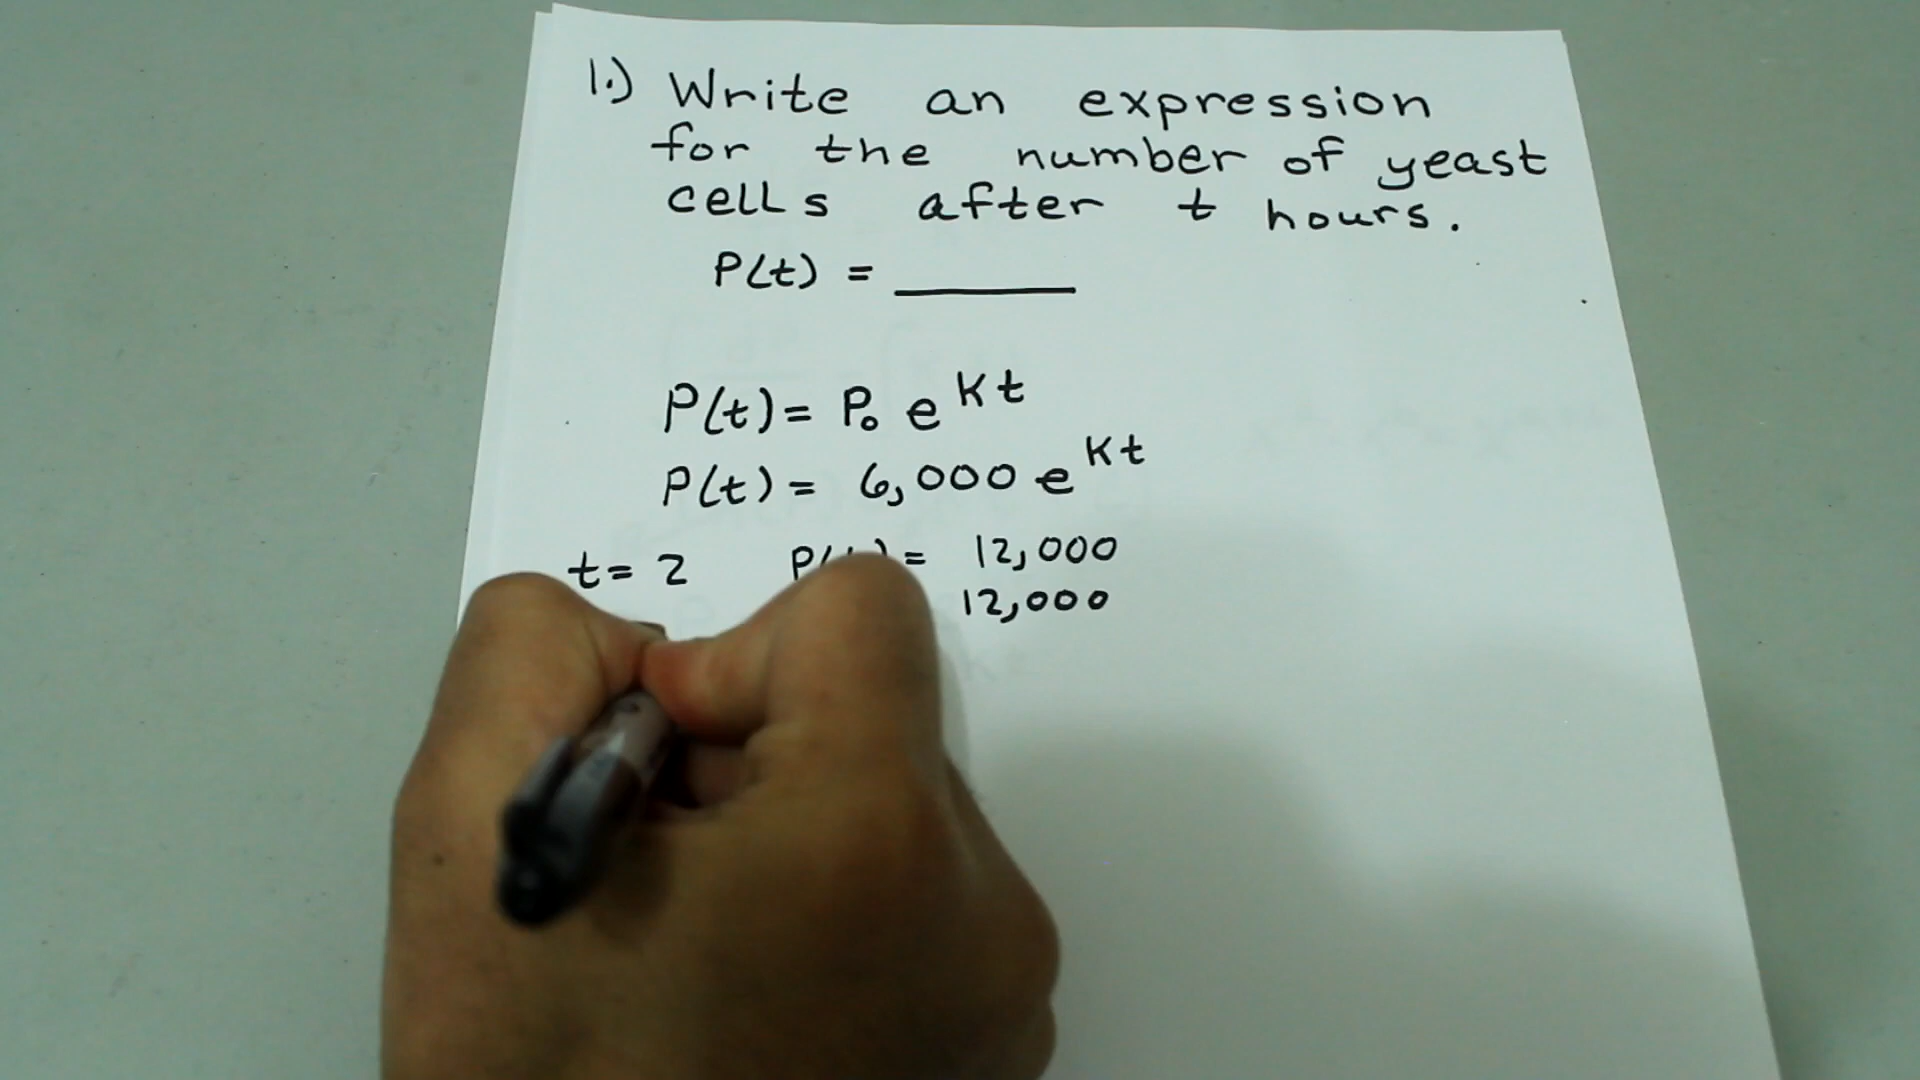 1.) Write an expression
for the number of yeast
cells after t hours.
P(t) = ______
P(t) = P₀ e^kt
P(t) = 6,000 e^kt
t = 2 = 12,000
12,000